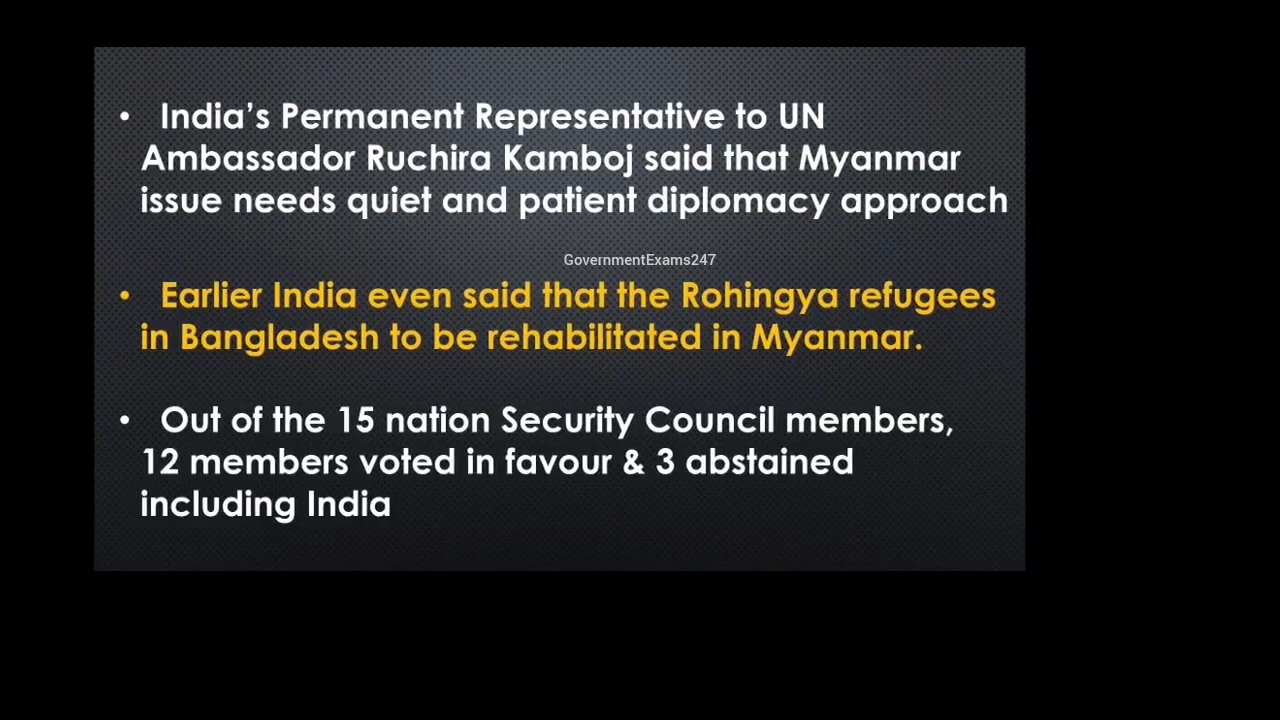 • India’s Permanent Representative to UN
Ambassador Ruchira Kamboj said that Myanmar
issue needs quiet and patient diplomacy approach
GovernmentExams247
• Earlier India even said that the Rohingya refugees
in Bangladesh to be rehabilitated in Myanmar.
• Out of the 15 nation Security Council members,
12 members voted in favour & 3 abstained
including India